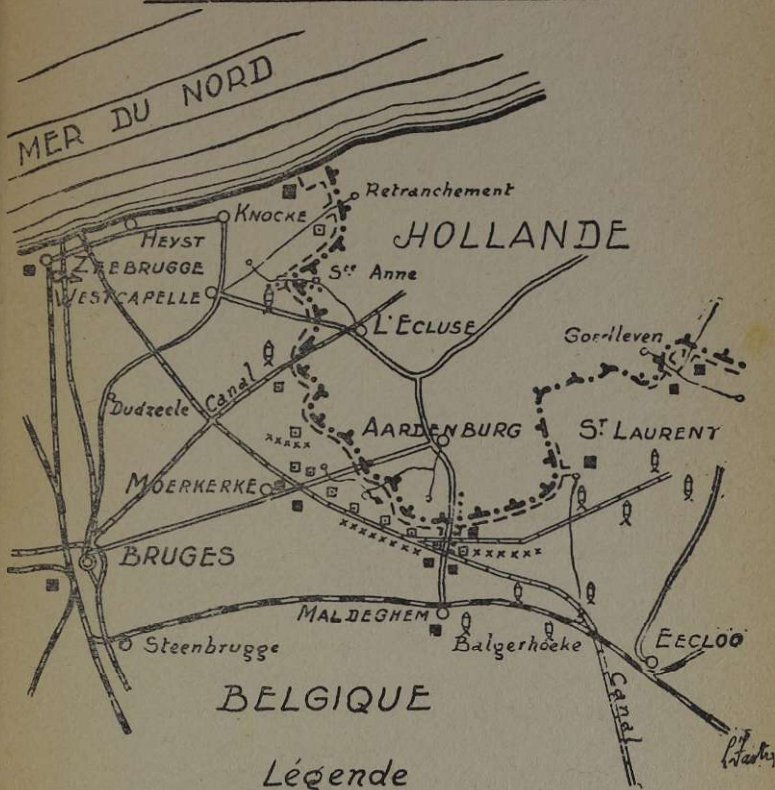 MER DU NORD
Retranchement
KNOCKE
HOLLANDE
HEYST
ZEEBRUGGE
Ste Anne
WESTCAPELLE
L'ECLUSE
Dudzeele
Canal
AARDENBURG
ST LAURENT
MOERKERKE
BRUGES
MALDEGHEM
Steenbrugge
Balgerhoeke
EECLOO
Canal
BELGIQUE
Légende